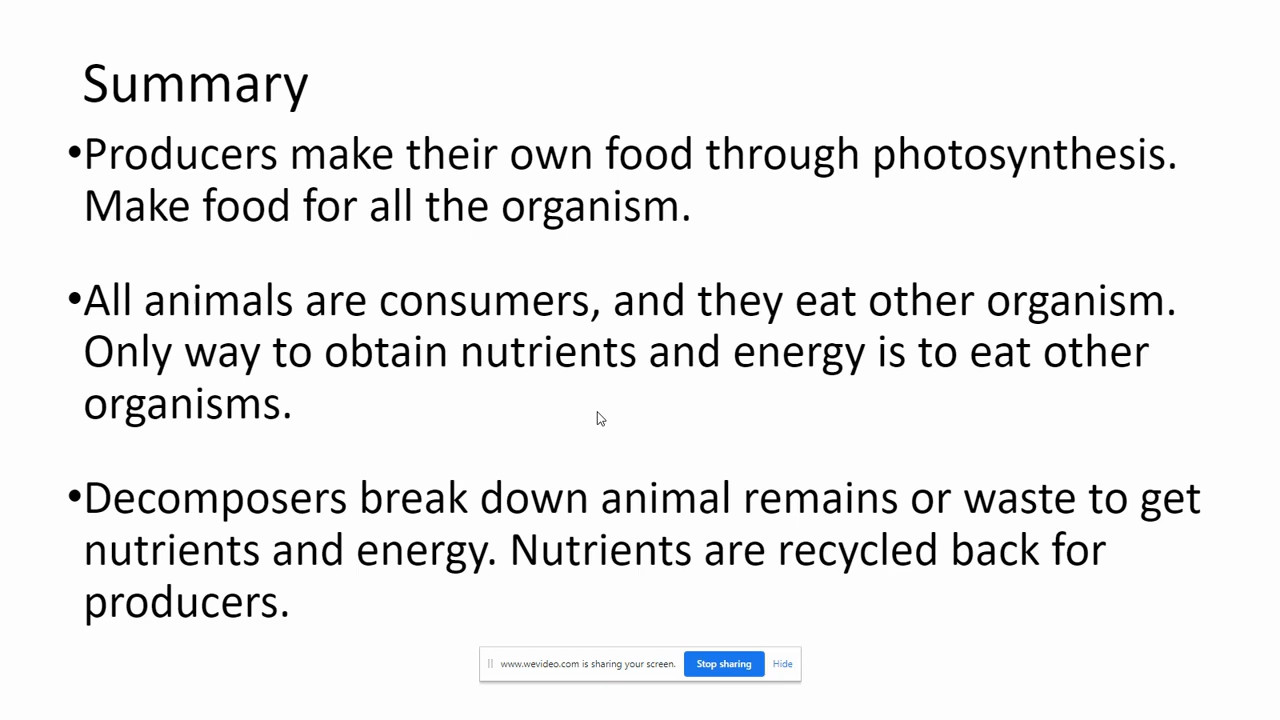 Summary
•Producers make their own food through photosynthesis.
Make food for all the organism.
•All animals are consumers, and they eat other organism.
Only way to obtain nutrients and energy is to eat other
organisms.
•Decomposers break down animal remains or waste to get
nutrients and energy. Nutrients are recycled back for
producers.
www.wevideo.com is sharing your screen. Stop sharing Hide